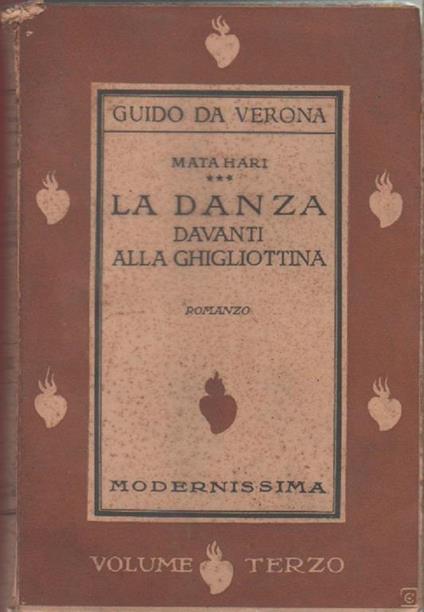 GUIDO DA VERONA
MATA HARI
★★★
LA DANZA
DAVANTI
ALLA GHIGLIOTTINA
ROMANZO
MODERNISSIMA
VOLUME TERZO